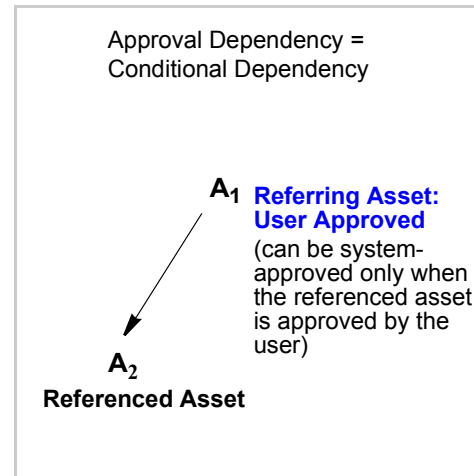 Approval Dependency =
Conditional Dependency
A1 Referring Asset:
User Approved
(can be system-
approved only when
the referenced asset
is approved by the
user)
A2
Referenced Asset